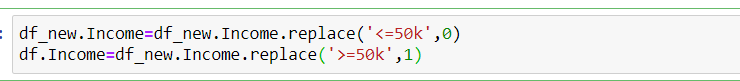 : df_new.Income=df_new.Income.replace('<=50k',0)
df.Income=df_new.Income.replace('>=50k',1)